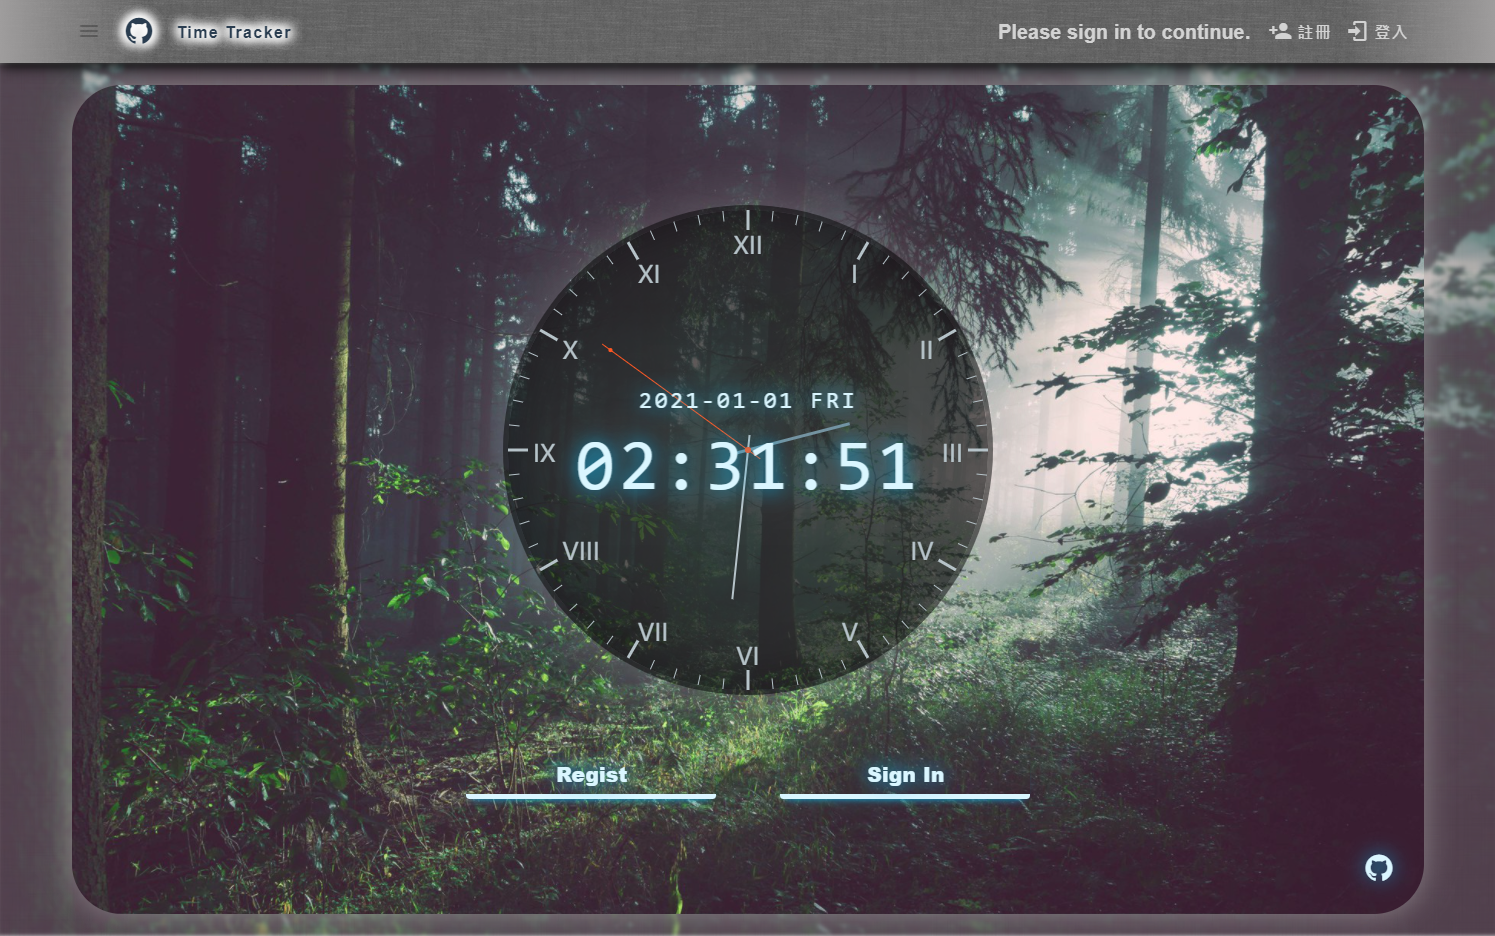 Time Tracker
Please sign in to continue. 註冊 登入
XII
XI I
X II
2021-01-01 FRI
02:31:51
IX III
VIII IV
VII V
VI
Regist Sign In